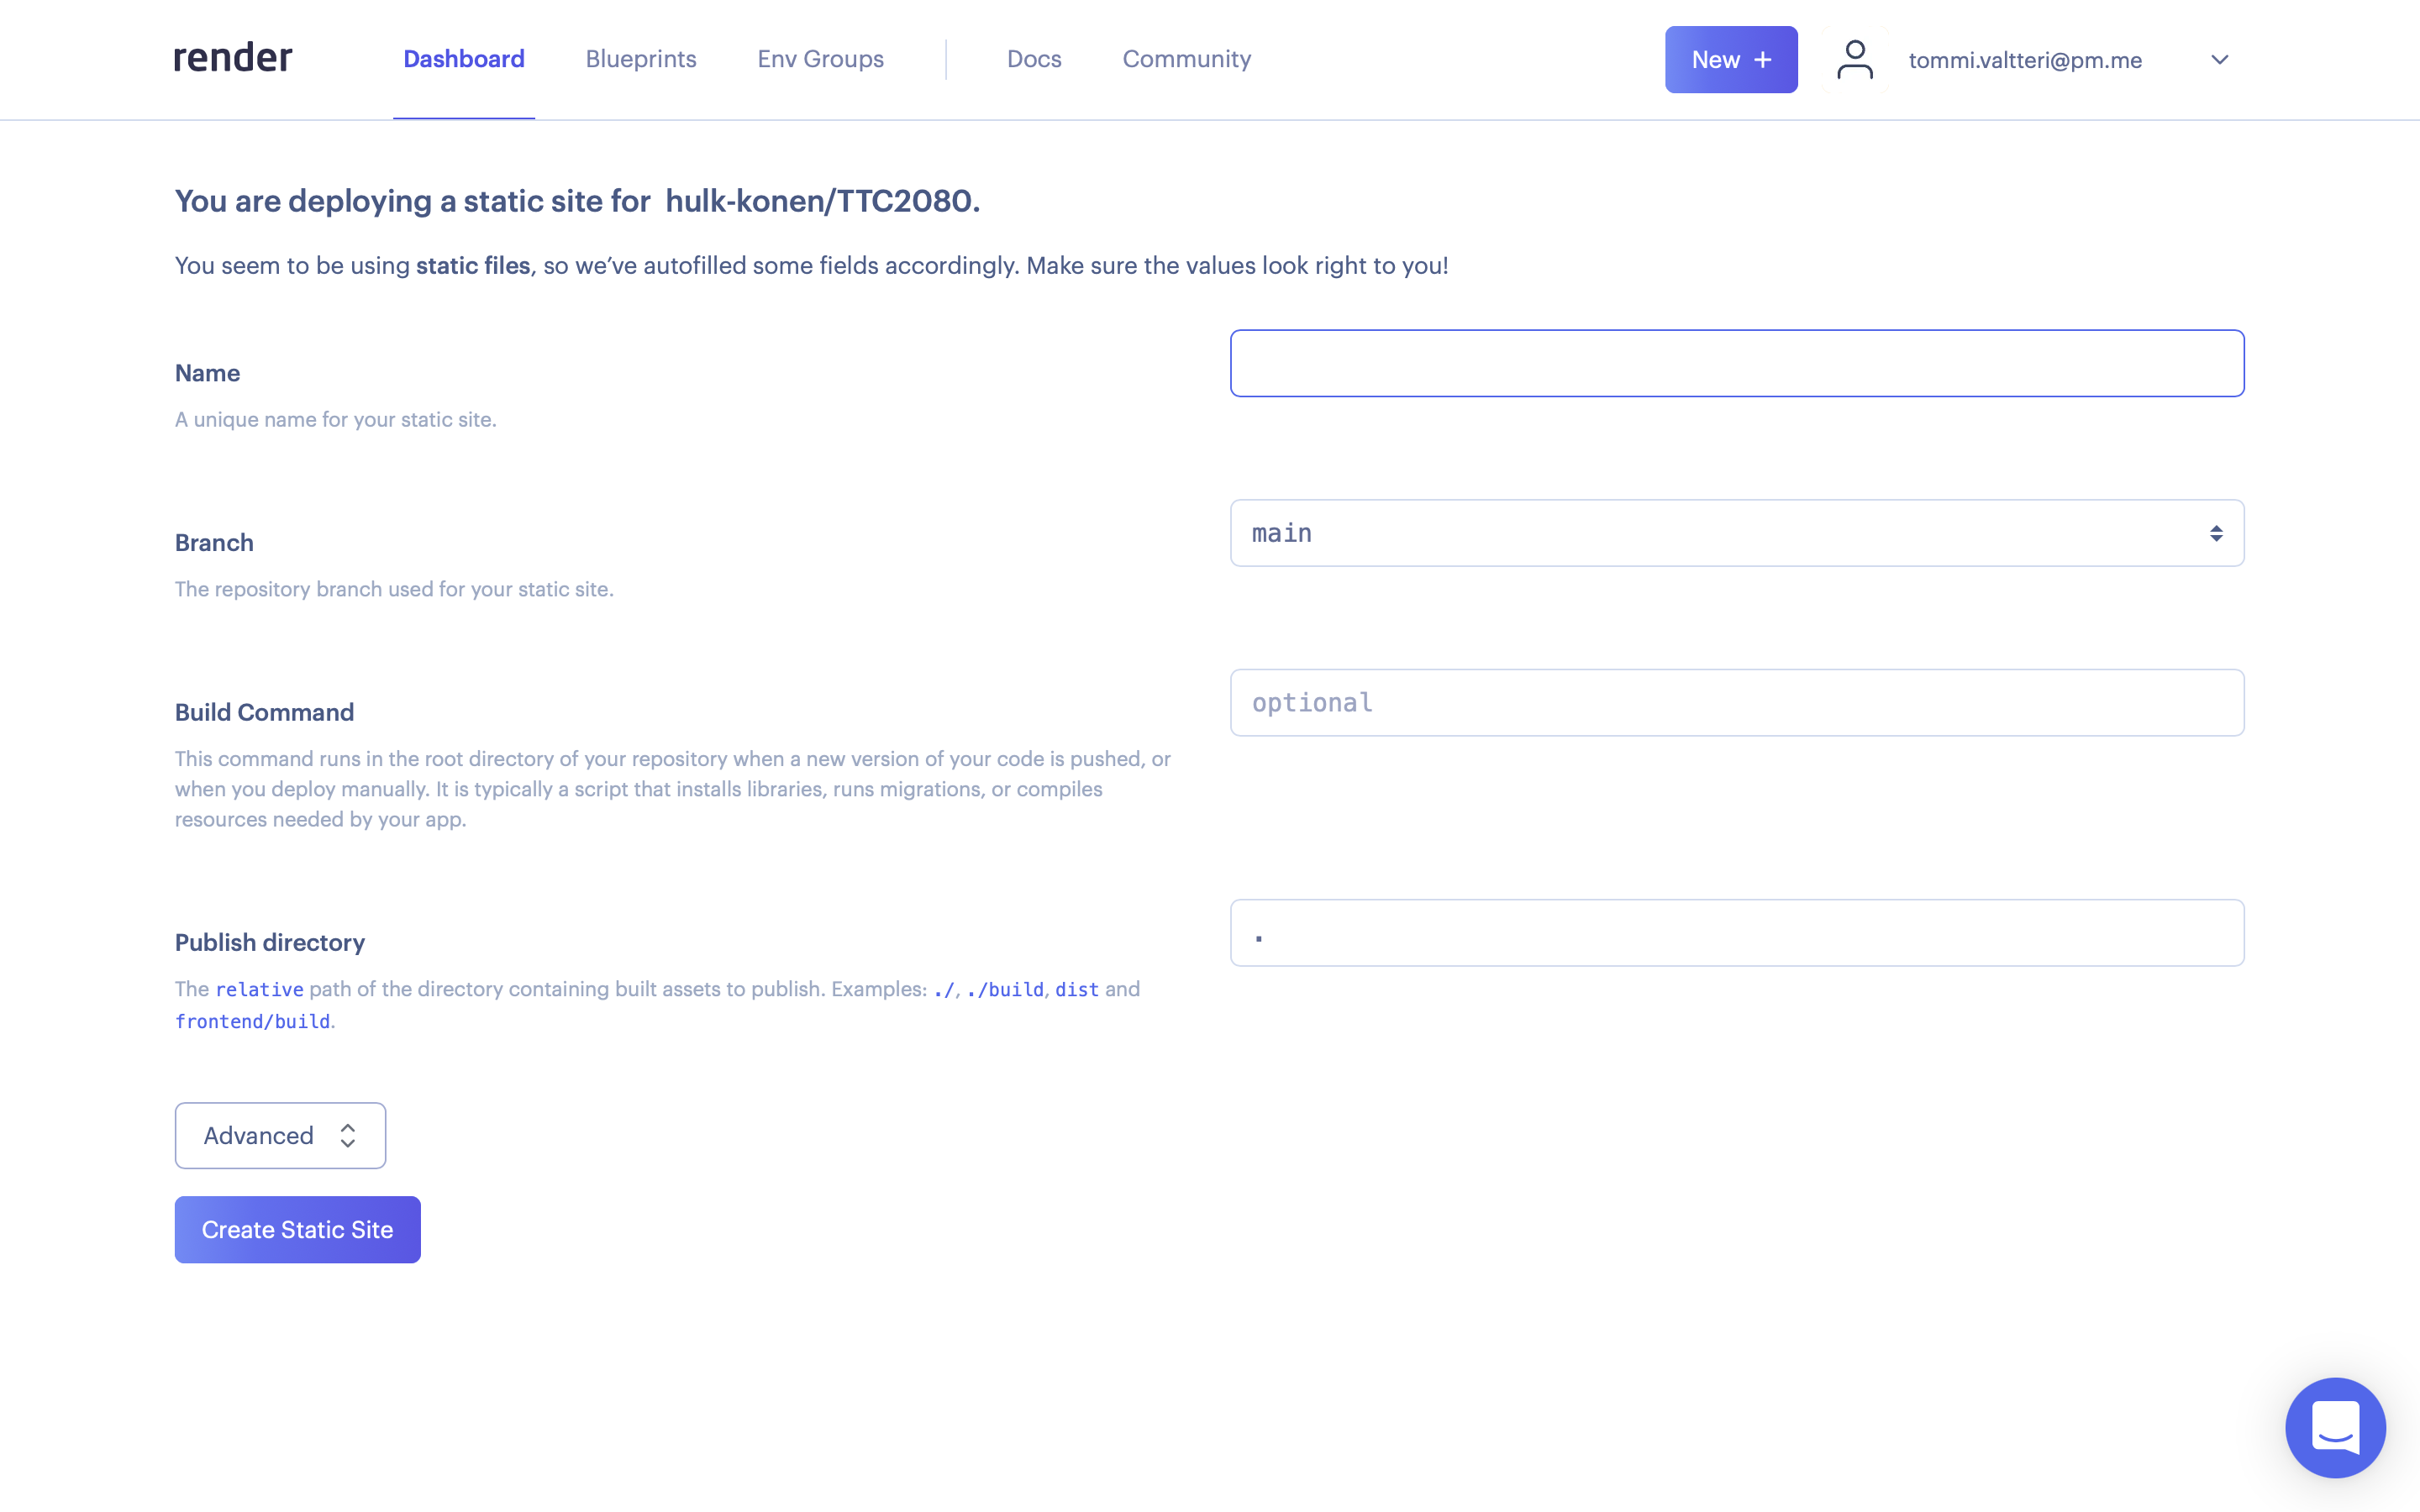 render Dashboard Blueprints Env Groups Docs Community New + tommi.valtteri@pm.me
You are deploying a static site for hulk-konen/TTC2080.
You seem to be using static files, so we’ve autofilled some fields accordingly. Make sure the values look right to you!
Name
A unique name for your static site.
Branch
main
The repository branch used for your static site.
Build Command
optional
This command runs in the root directory of your repository when a new version of your code is pushed, or
when you deploy manually. It is typically a script that installs libraries, runs migrations, or compiles
resources needed by your app.
Publish directory
.
The relative path of the directory containing built assets to publish. Examples: ./, ./build, dist and
frontend/build.
Advanced
Create Static Site